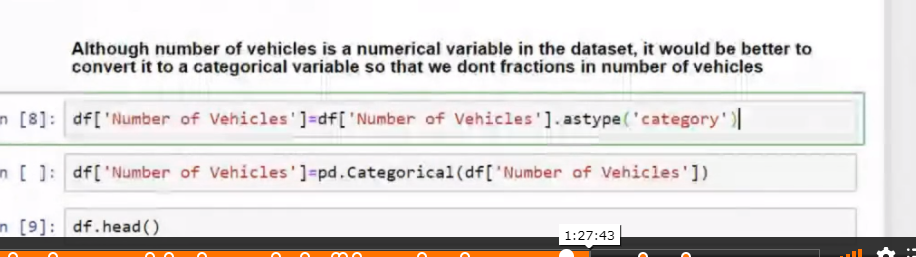 Although number of vehicles is a numerical variable in the dataset, it would be better to
convert it to a categorical variable so that we dont fractions in number of vehicles
n [8]: df['Number of Vehicles']=df['Number of Vehicles'].astype('category')
n [ ]: df['Number of Vehicles']=pd.Categorical(df['Number of Vehicles'])
n [9]: df.head()
1:27:43